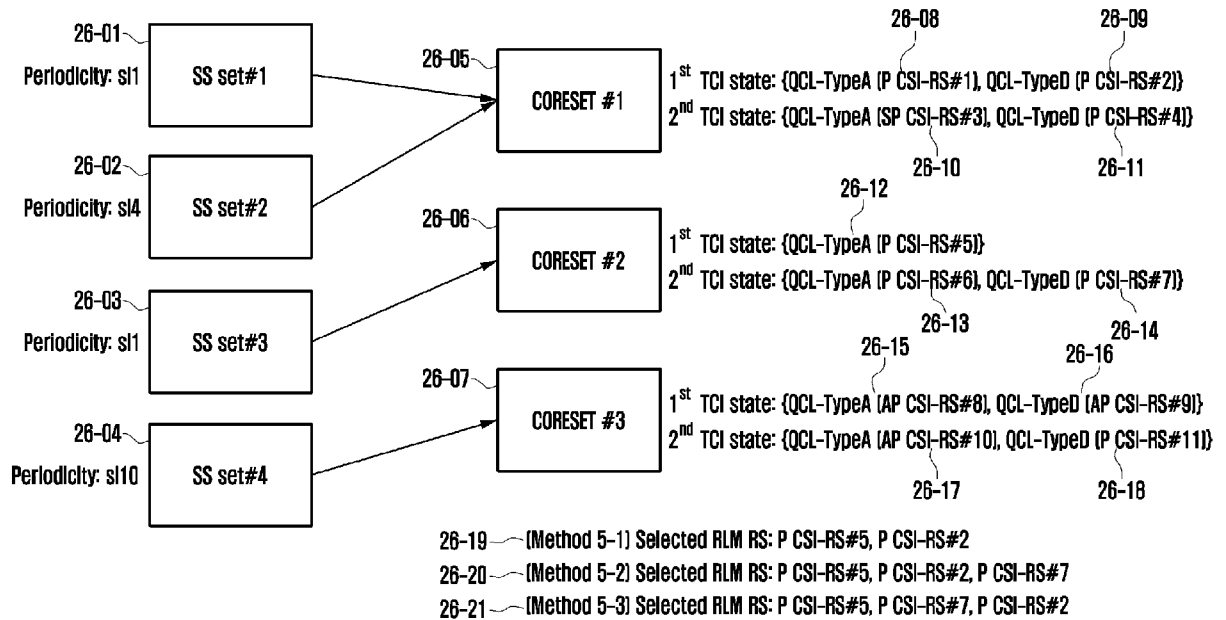 26-01
Periodicity: sl1
SS set#1
26-02
Periodicity: sl4
SS set#2
26-03
Periodicity: sl1
SS set#3
26-04
Periodicity: sl10
SS set#4
26-05
CORESET #1
26-08
26-09
1st TCI state: {QCL-TypeA (P CSI-RS#1), QCL-TypeD (P CSI-RS#2)}
2nd TCI state: {QCL-TypeA (SP CSI-RS#3), QCL-TypeD (P CSI-RS#4)}
26-10
26-11
26-06
CORESET #2
26-12
1st TCI state: {QCL-TypeA (P CSI-RS#5)}
2nd TCI state: {QCL-TypeA (P CSI-RS#6), QCL-TypeD (P CSI-RS#7)}
26-13
26-14
26-07
CORESET #3
26-15
26-16
1st TCI state: {QCL-TypeA (AP CSI-RS#8), QCL-TypeD (AP CSI-RS#9)}
2nd TCI state: {QCL-TypeA (AP CSI-RS#10), QCL-TypeD (P CSI-RS#11)}
26-17
26-18
26-19 (Method 5-1) Selected RLM RS: P CSI-RS#5, P CSI-RS#2
26-20 (Method 5-2) Selected RLM RS: P CSI-RS#5, P CSI-RS#2, P CSI-RS#7
26-21 (Method 5-3) Selected RLM RS: P CSI-RS#5, P CSI-RS#7, P CSI-RS#2